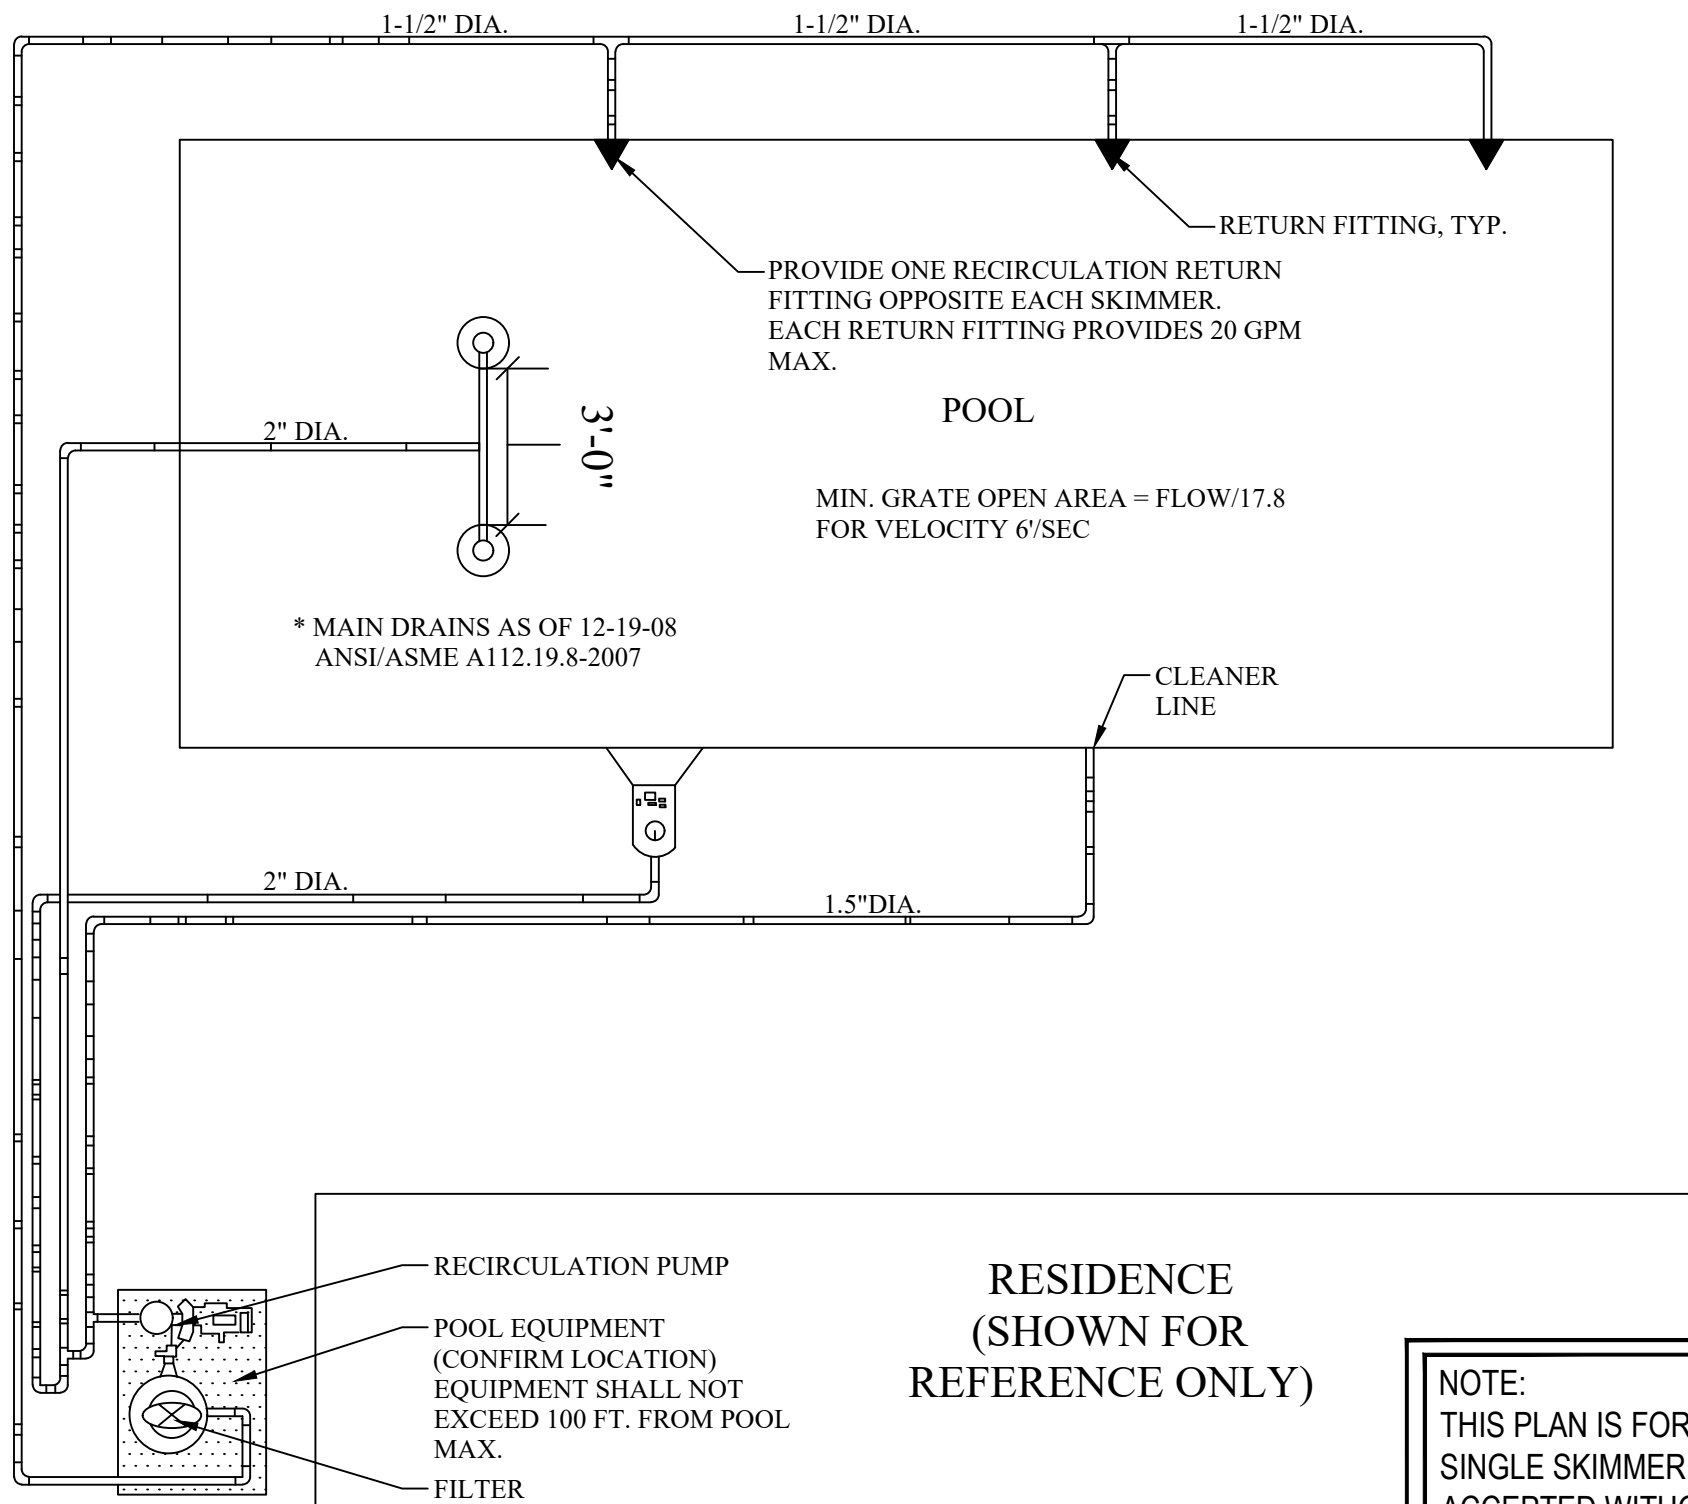 1-1/2" DIA.
1-1/2" DIA.
1-1/2" DIA.
RETURN FITTING, TYP.
PROVIDE ONE RECIRCULATION RETURN
FITTING OPPOSITE EACH SKIMMER.
EACH RETURN FITTING PROVIDES 20 GPM
MAX.
POOL
2" DIA.
3'-0"
MIN. GRATE OPEN AREA = FLOW/17.8
FOR VELOCITY 6'/SEC
* MAIN DRAINS AS OF 12-19-08
ANSI/ASME A112.19.8-2007
CLEANER
LINE
2" DIA.
1.5"DIA.
RECIRCULATION PUMP
POOL EQUIPMENT
(CONFIRM LOCATION)
EQUIPMENT SHALL NOT
EXCEED 100 FT. FROM POOL
MAX.
FILTER
RESIDENCE
(SHOWN FOR
REFERENCE ONLY)
NOTE:
THIS PLAN IS FOR
SINGLE SKIMMER